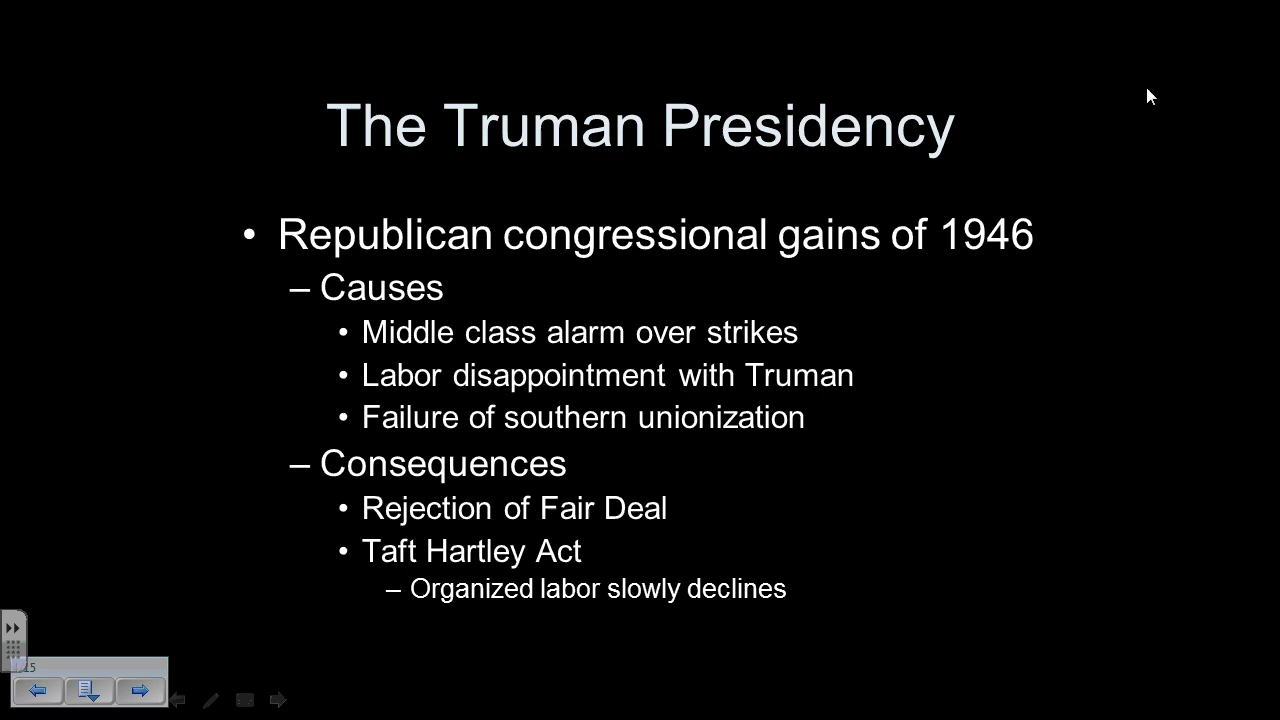 The Truman Presidency
• Republican congressional gains of 1946
– Causes
• Middle class alarm over strikes
• Labor disappointment with Truman
• Failure of southern unionization
– Consequences
• Rejection of Fair Deal
• Taft Hartley Act
– Organized labor slowly declines